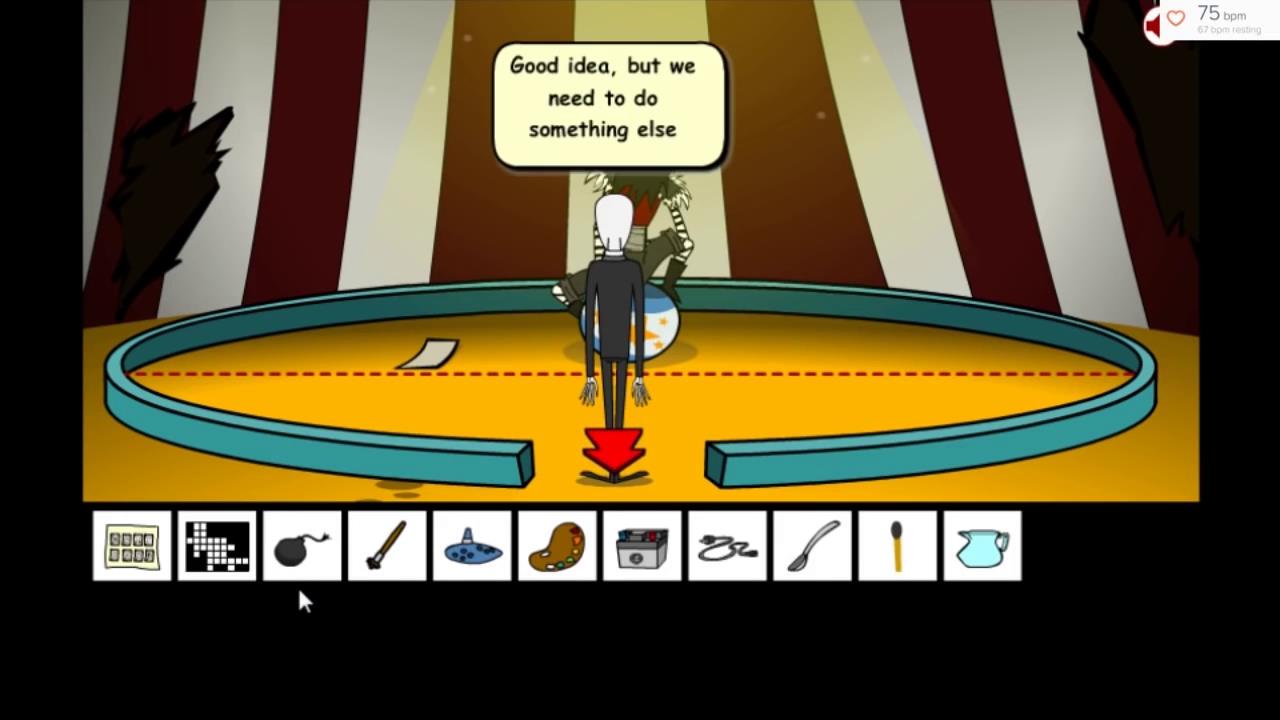 75 bpm
67 bpm resting
Good idea, but we
need to do
something else